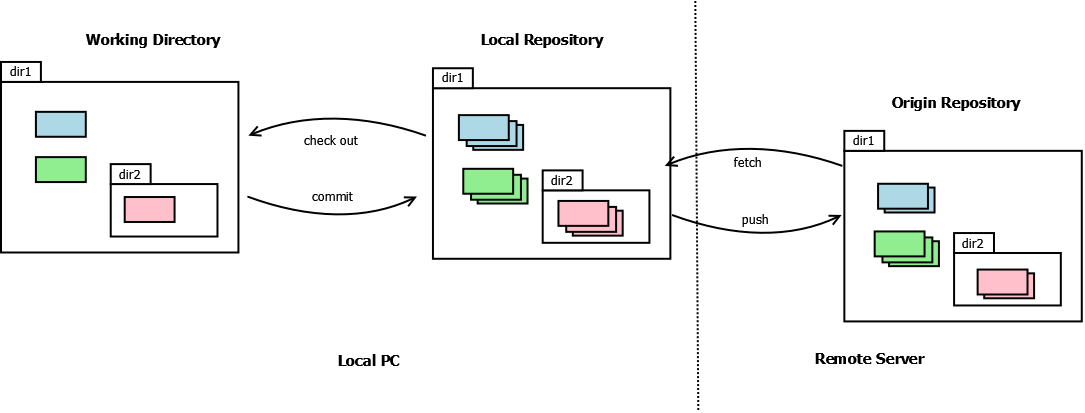 Working Directory
Local Repository
Origin Repository
dir1
dir1
dir1
check out
fetch
dir2
dir2
commit
push
dir2
Local PC
Remote Server